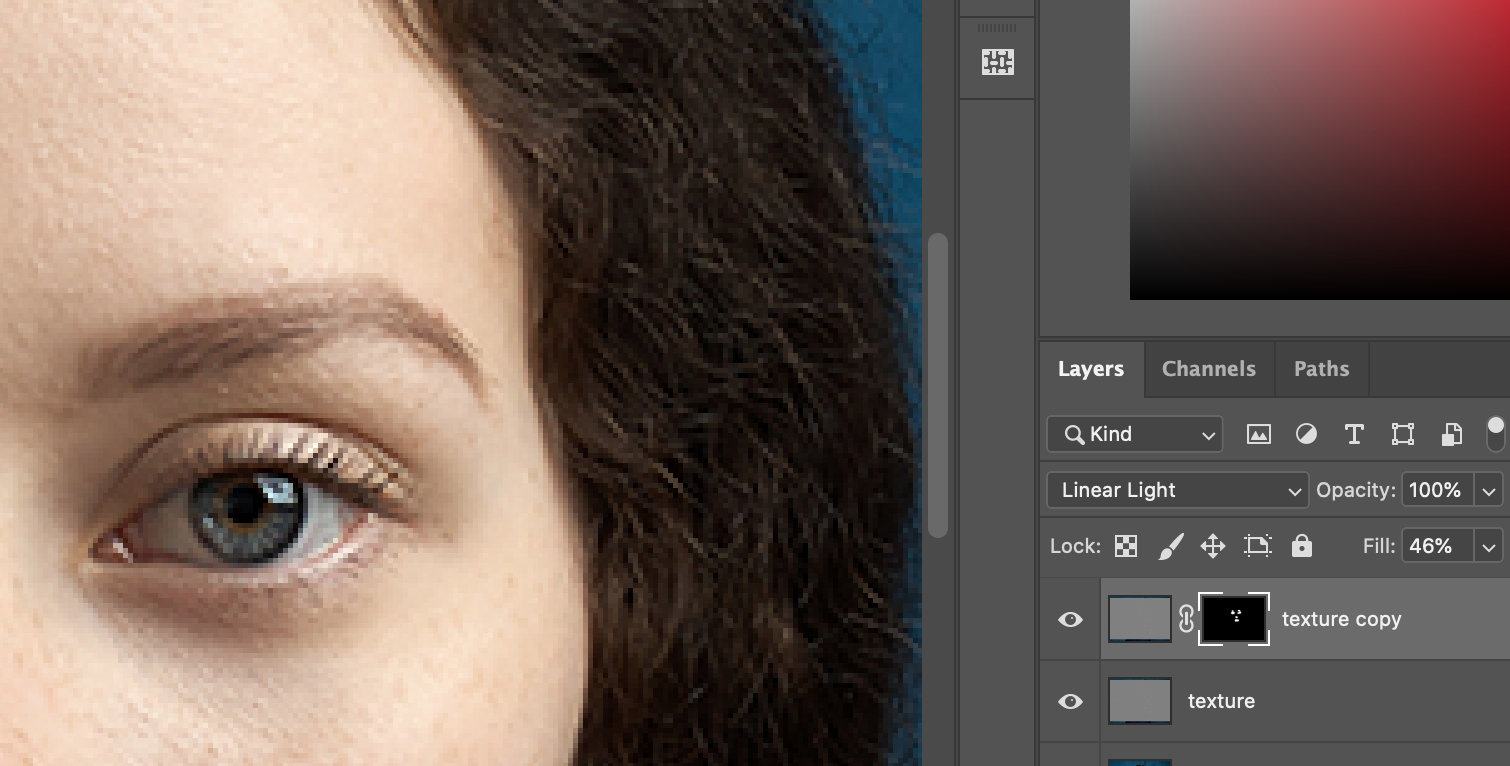 Layers Channels Paths
Kind
Linear Light Opacity: 100%
Lock: Fill: 46%
texture copy
texture